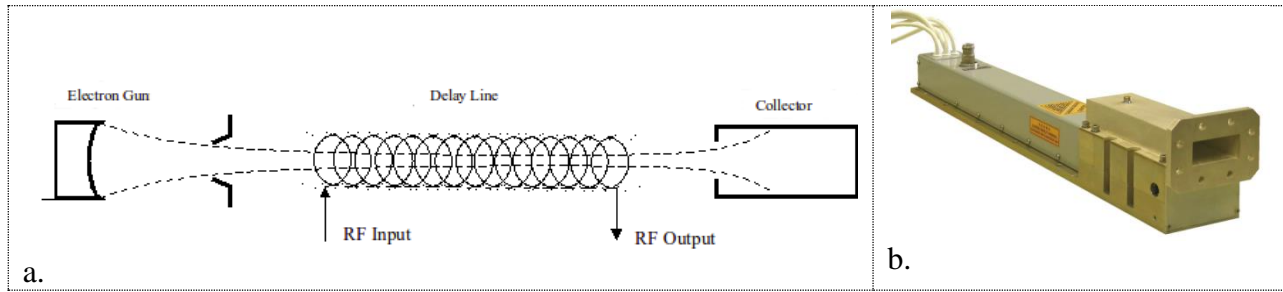 Electron Gun
Delay Line
Collector
RF Input
RF Output
a.
b.